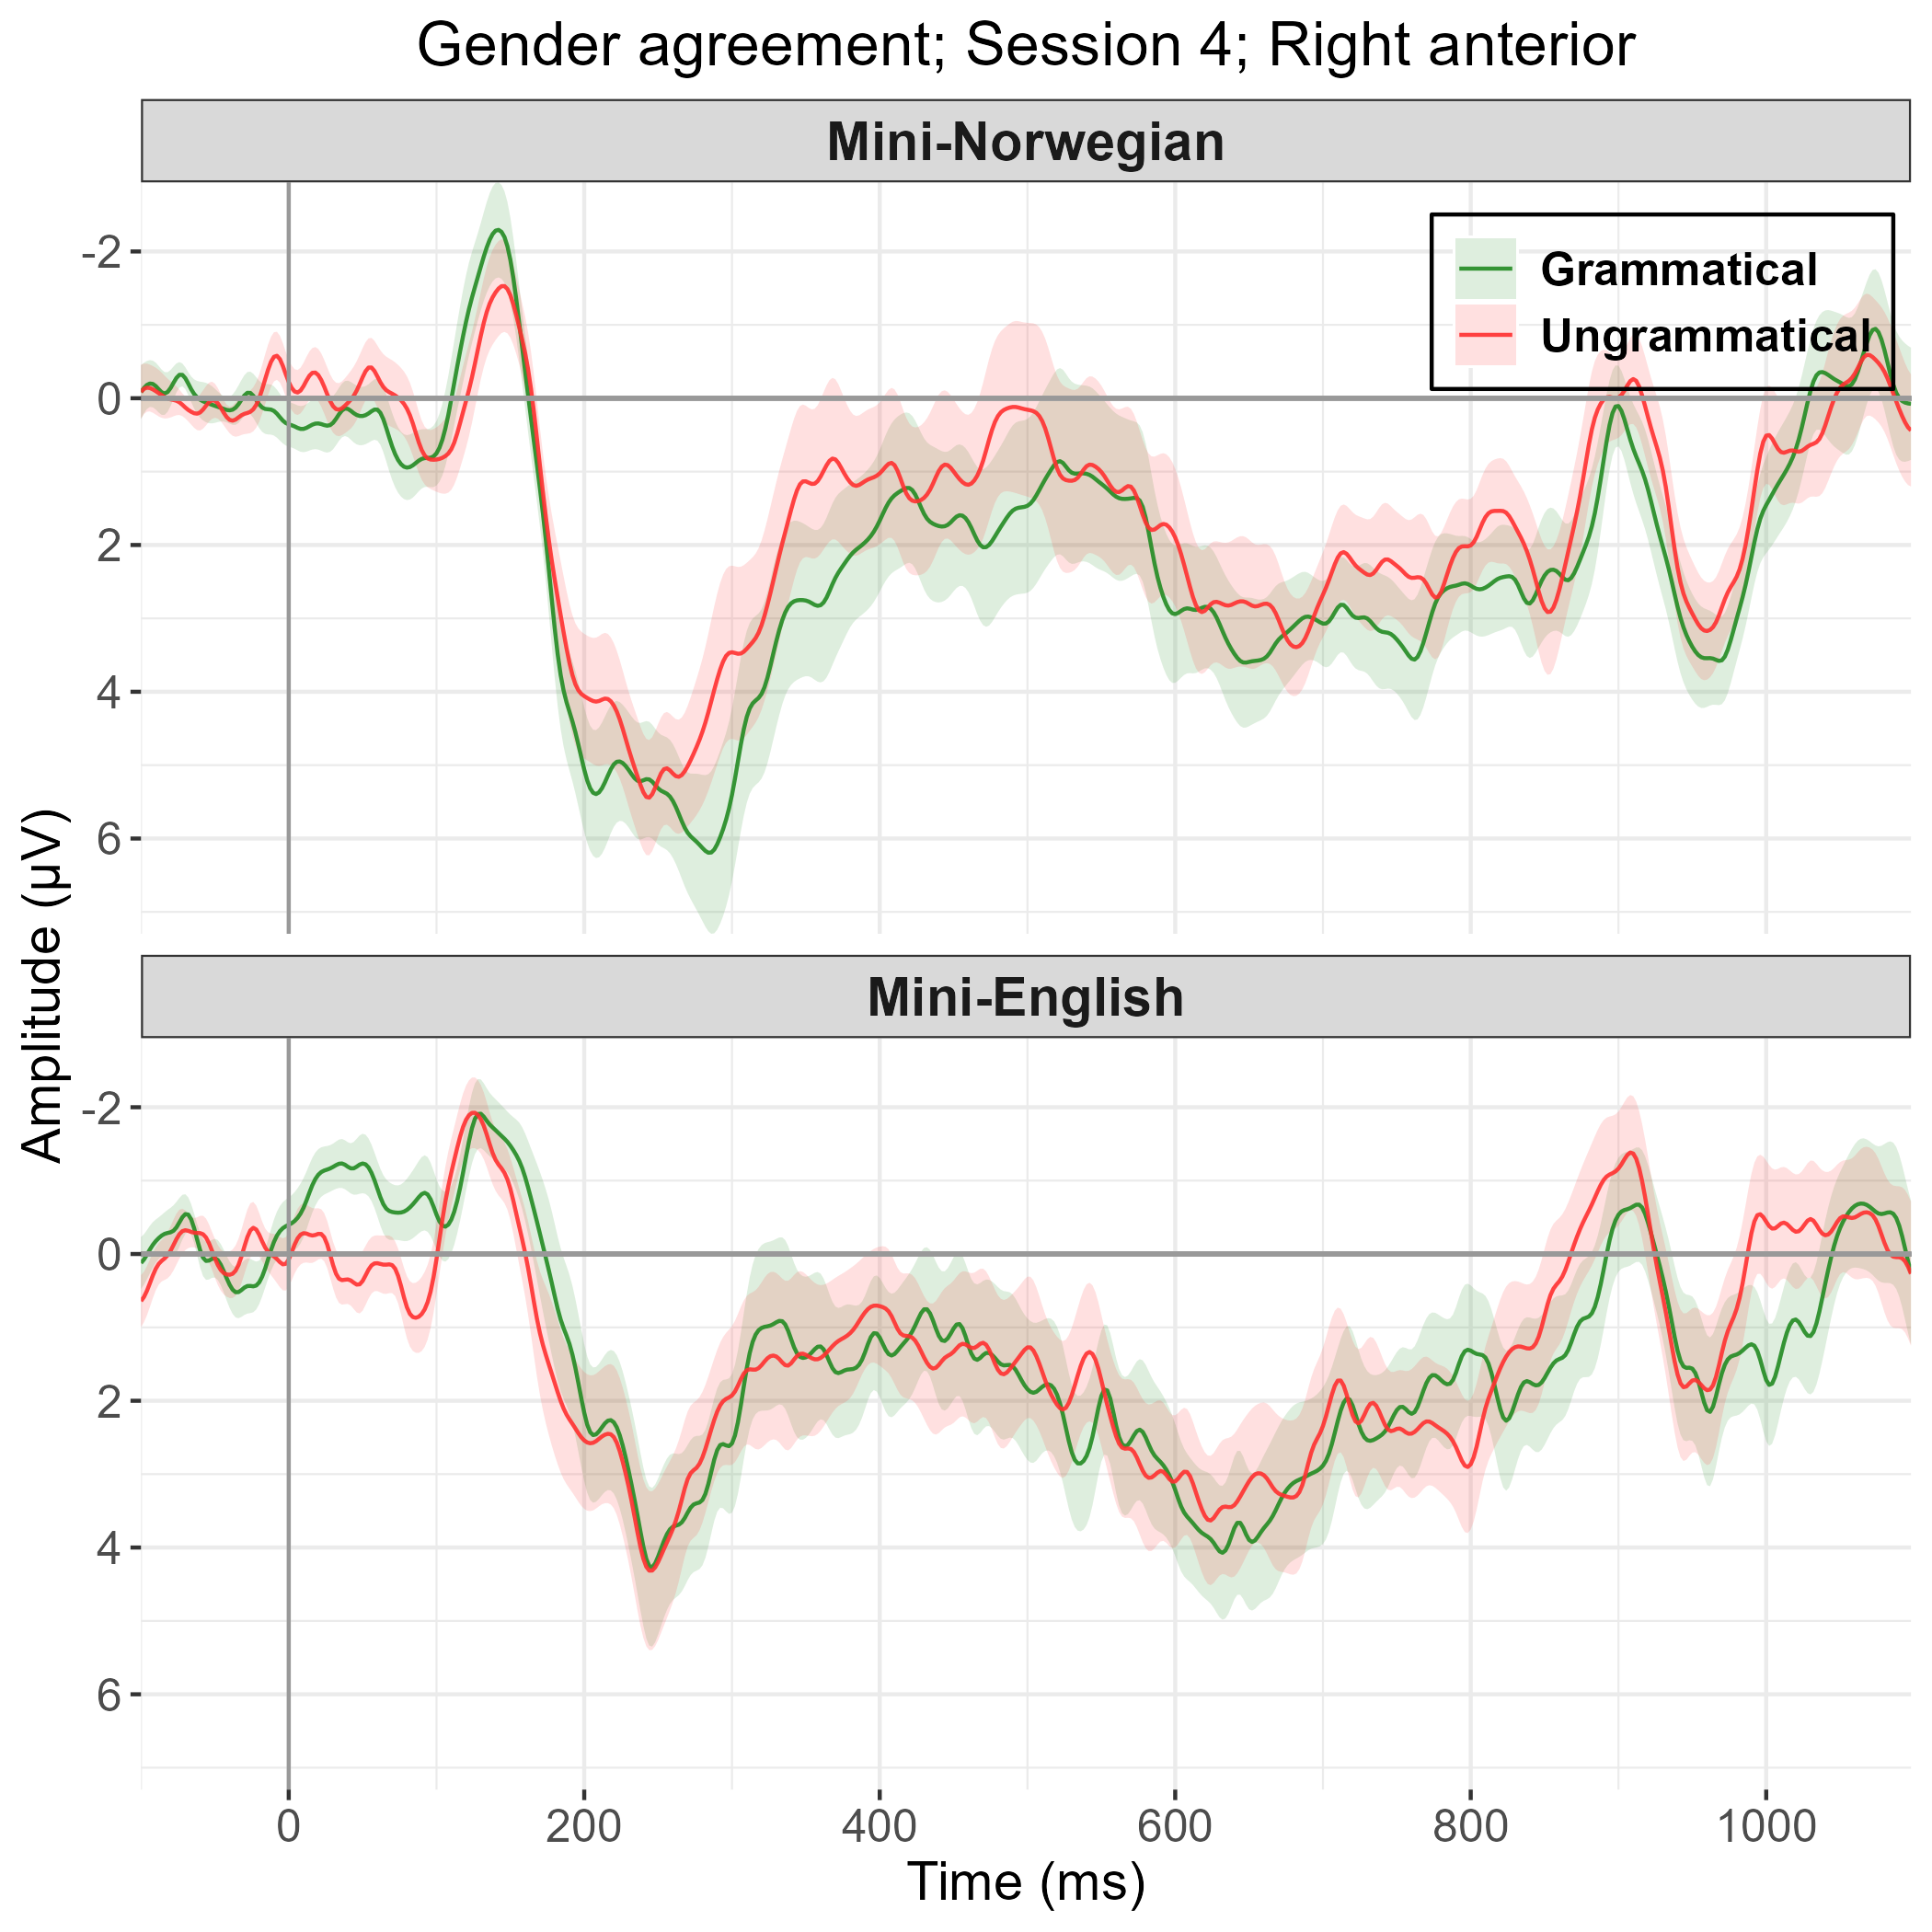 Gender agreement; Session 4; Right anterior
Mini-Norwegian
-2
0
2
4
6
Grammatical
Ungrammatical
Amplitude (µV)
Mini-English
-2
0
2
4
6
0 200 400 600 800 1000
Time (ms)